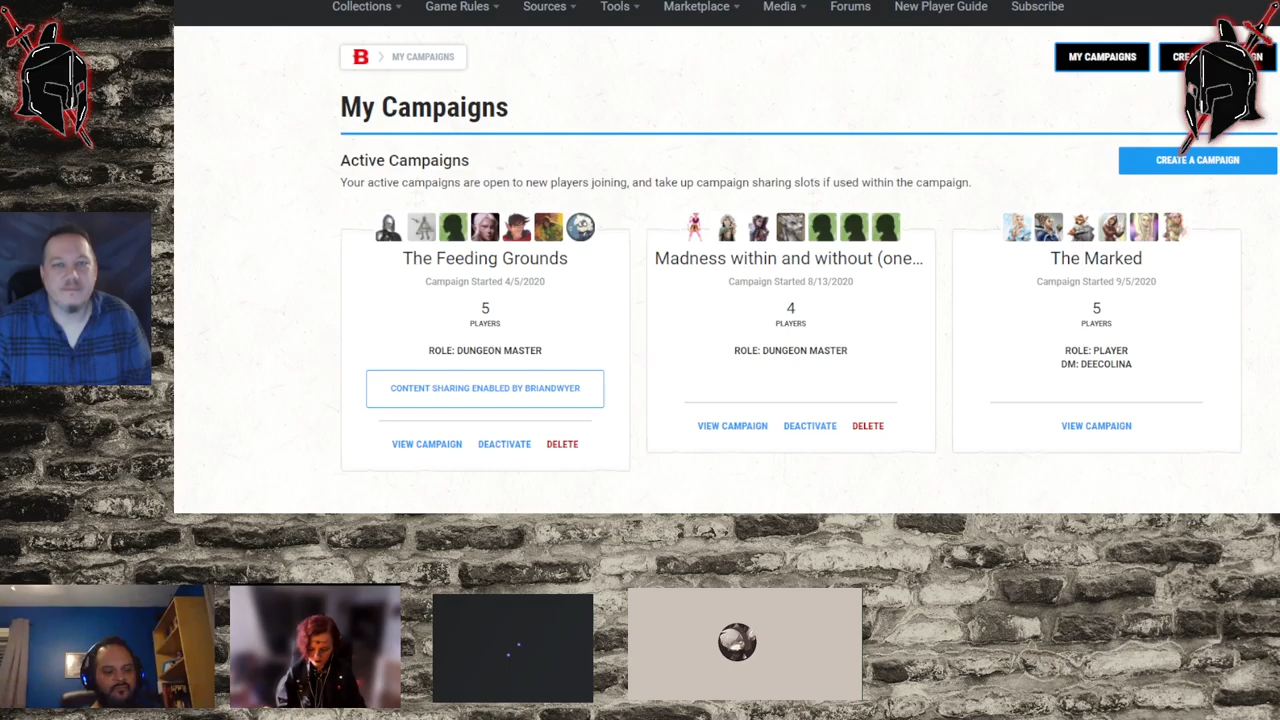 Collections
Game Rules
Sources
Tools
Marketplace
Media
Forums
New Player Guide
Subscribe
B
MY CAMPAIGNS
MY CAMPAIGNS
My Campaigns
Active Campaigns
CREATE A CAMPAIGN
Your active campaigns are open to new players joining, and take up campaign sharing slots if used within the campaign.
The Feeding Grounds
Campaign Started 4/5/2020
5
PLAYERS
ROLE: DUNGEON MASTER
CONTENT SHARING ENABLED BY BRIANDWYER
VIEW CAMPAIGN
DEACTIVATE
DELETE
Madness within and without (one...
Campaign Started 8/13/2020
4
PLAYERS
ROLE: DUNGEON MASTER
VIEW CAMPAIGN
DEACTIVATE
DELETE
The Marked
Campaign Started 9/5/2020
5
PLAYERS
ROLE: PLAYER
DM: DEECOLINA
VIEW CAMPAIGN